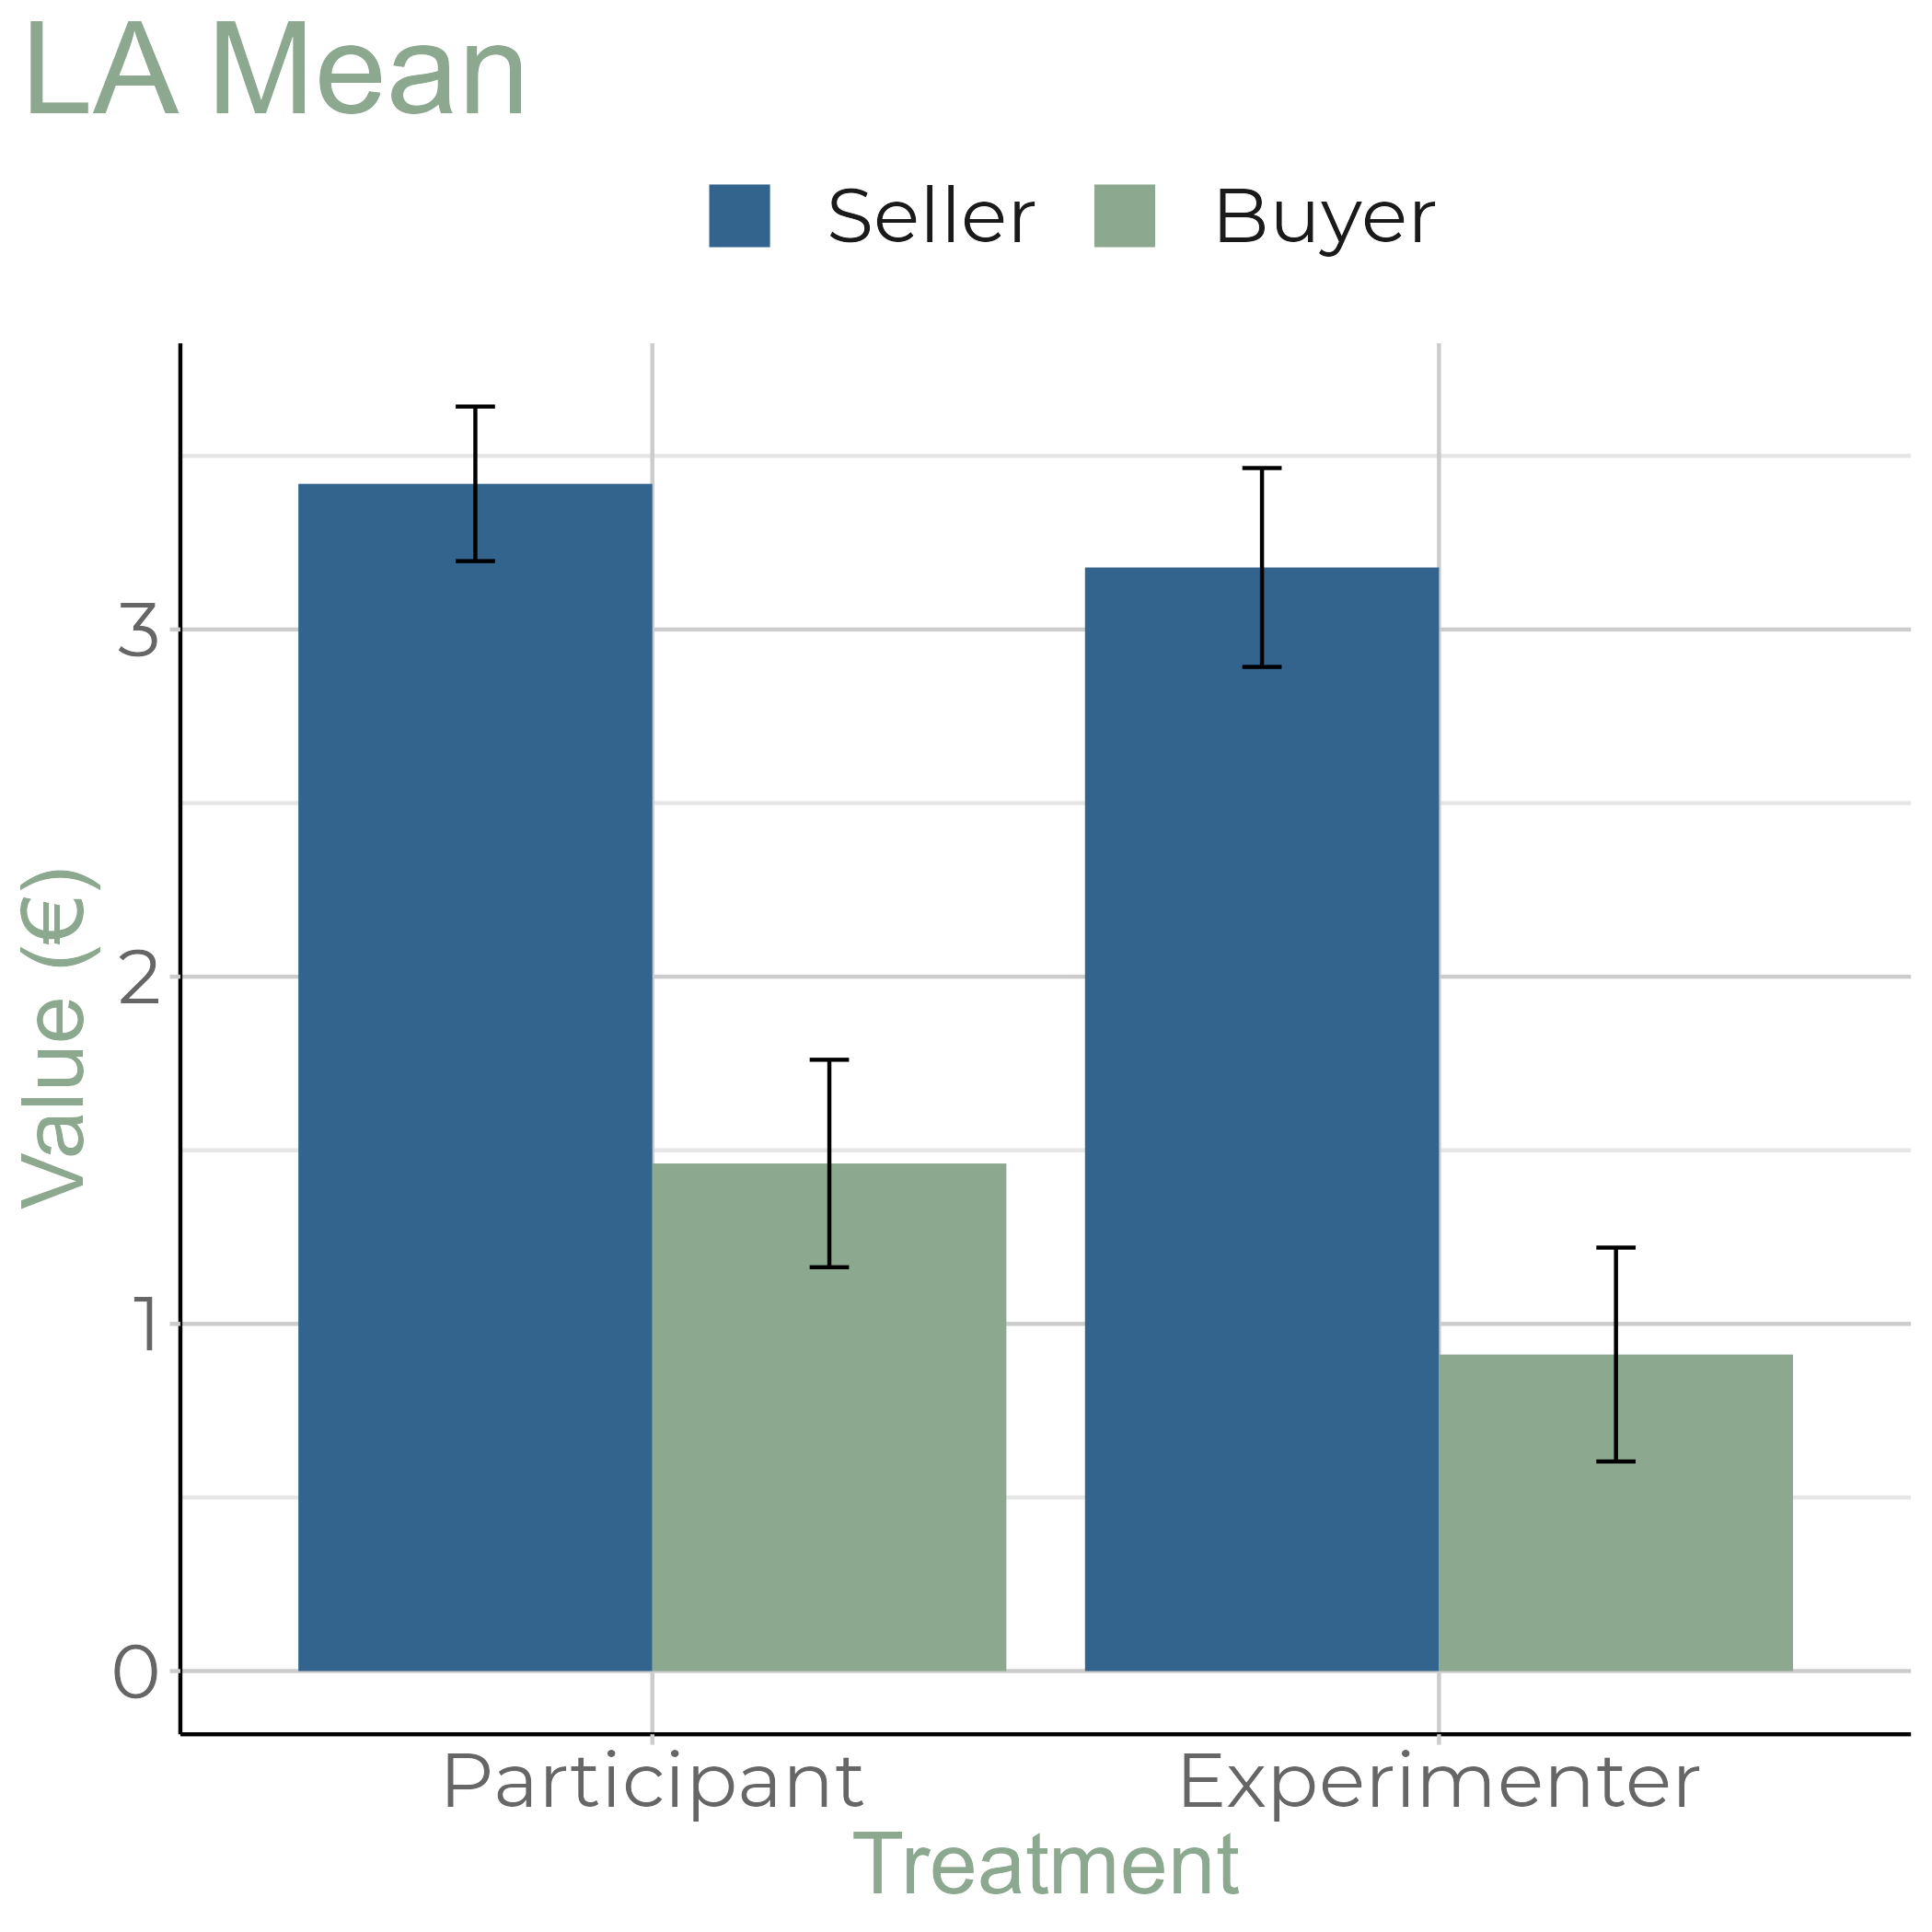 LA Mean
Seller Buyer
Value (€)
3
2
1
0
Participant Experimenter
Treatment